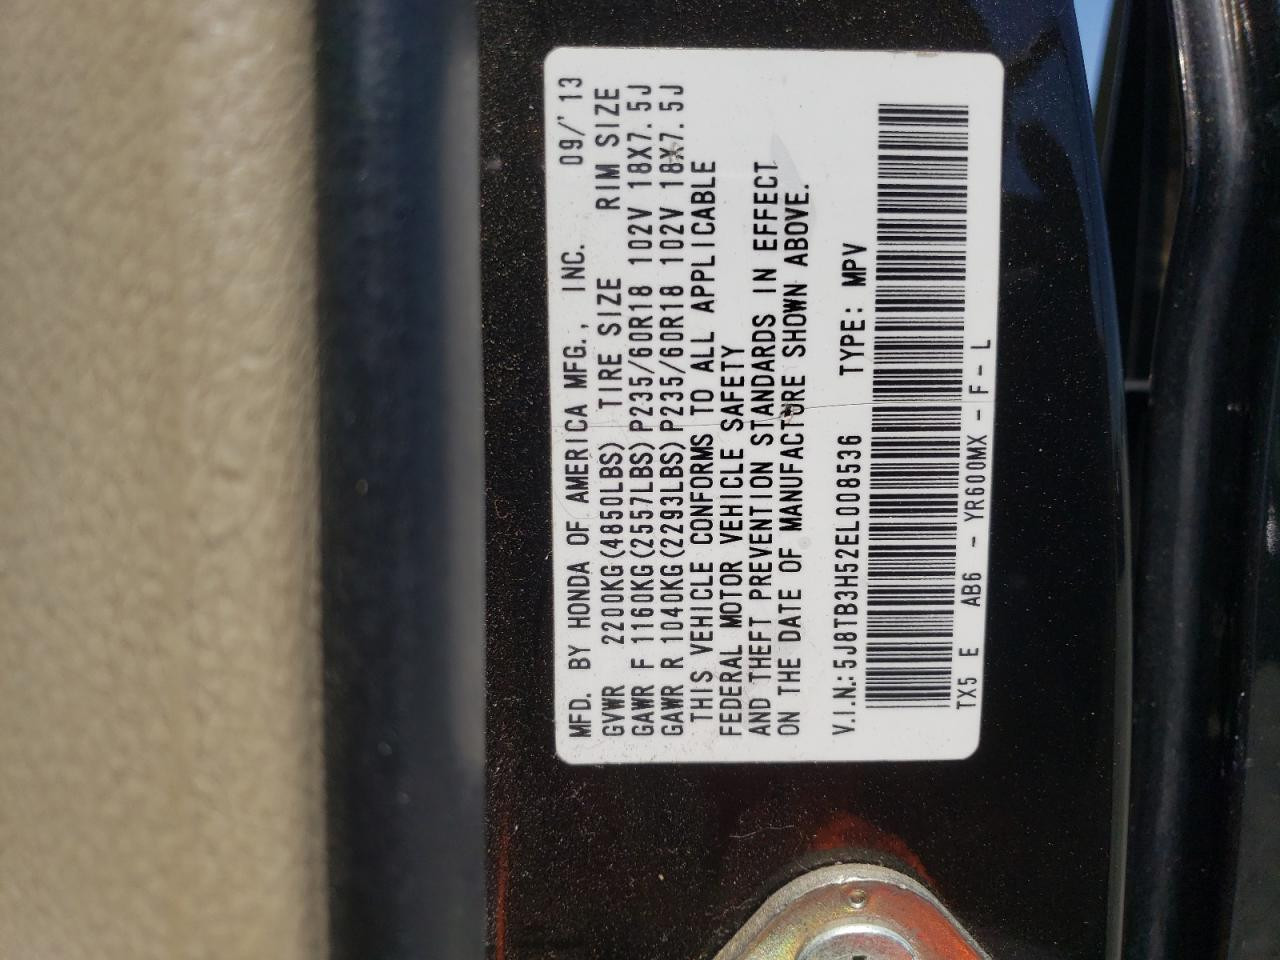 MFD. BY HONDA OF AMERICA MFG., INC. 09/'13
GVWR 2200KG(4850LBS) TIRE SIZE RIM SIZE
GAWR F 1160KG(2557LBS) P235/60R18 102V 18X7.5J
GAWR R 1040KG(2293LBS) P235/60R18 102V 18X7.5J
THIS VEHICLE CONFORMS TO ALL APPLICABLE
FEDERAL MOTOR VEHICLE SAFETY
AND THEFT PREVENTION STANDARDS IN EFFECT
ON THE DATE OF MANUFACTURE SHOWN ABOVE.
V.I.N.: 5J8TB3H52EL008536 TYPE: MPV
TX5 E AB6 - YR600MX - F - L